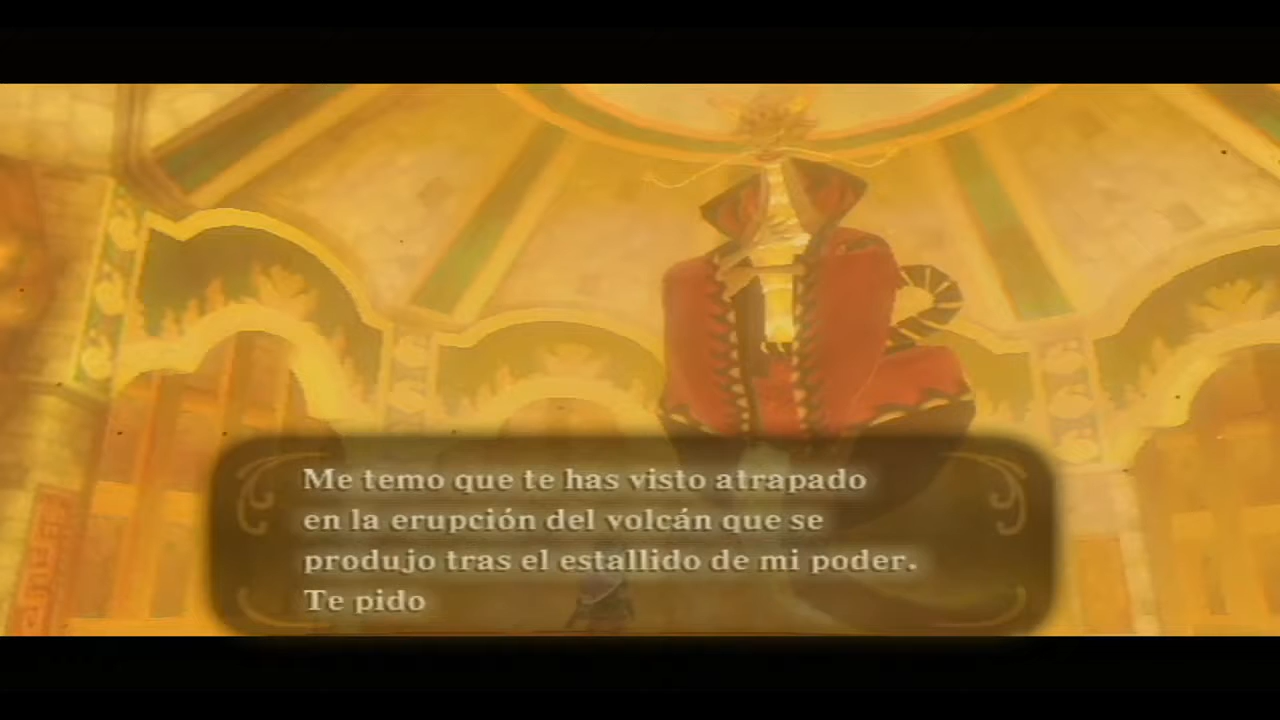 Me temo que te has visto atrapado
en la erupción del volcán que se
produjo tras el estallido de mi poder.
Te pido